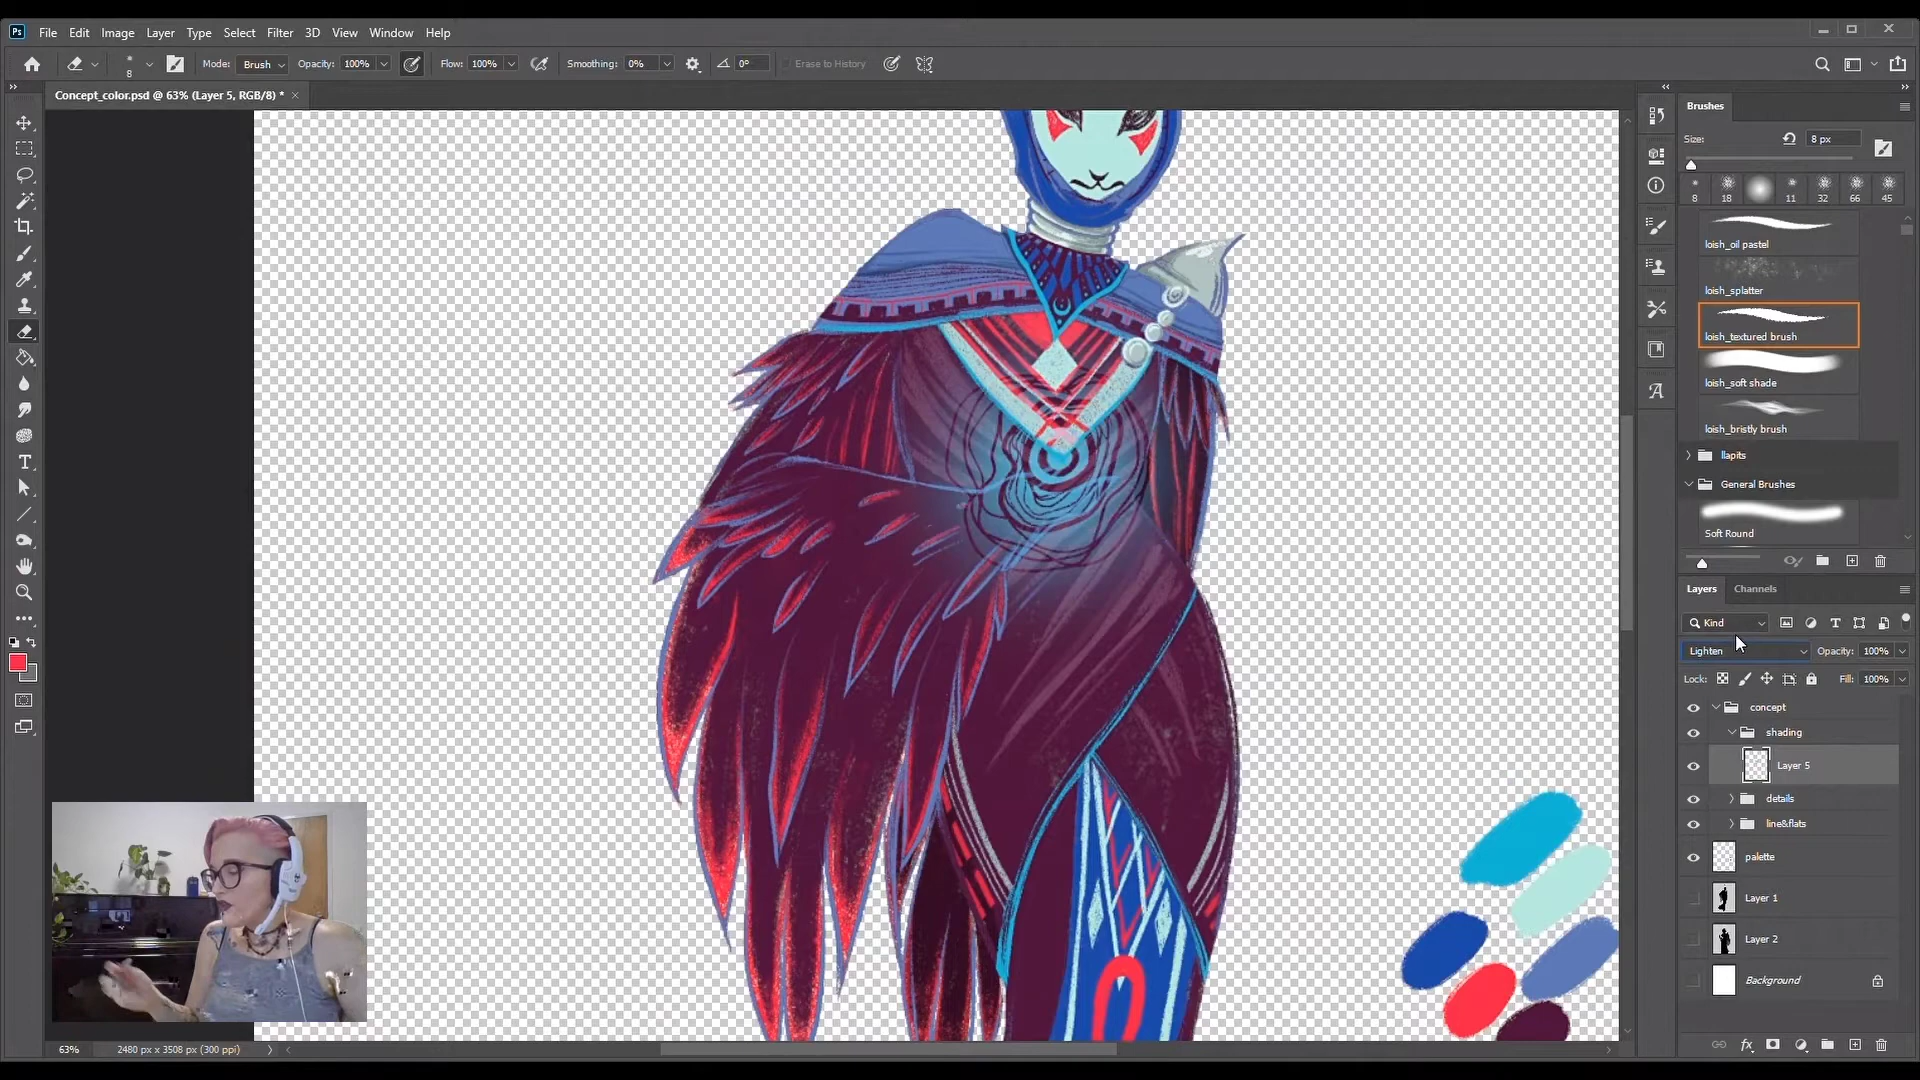 Ps File Edit Image Layer Type Select Filter 3D View Window Help
8 Mode: Brush Opacity: 100% Flow: 100% Smoothing: 0% 0° Erase to History
Concept_color.psd @ 63% (Layer 5, RGB/8) *
Brushes
Size: 8 px
8 18 11 32 66 45
loish_oil pastel
loish_splatter
loish_textured brush
loish_soft shade
loish_bristly brush
llapits
General Brushes
Soft Round
Layers Channels
Kind
Lighten Opacity: 100%
Lock: Fill: 100%
concept
shading
Layer 5
details
line&flats
palette
Layer 1
Layer 2
Background
63% 2480 px x 3508 px (300 ppi)